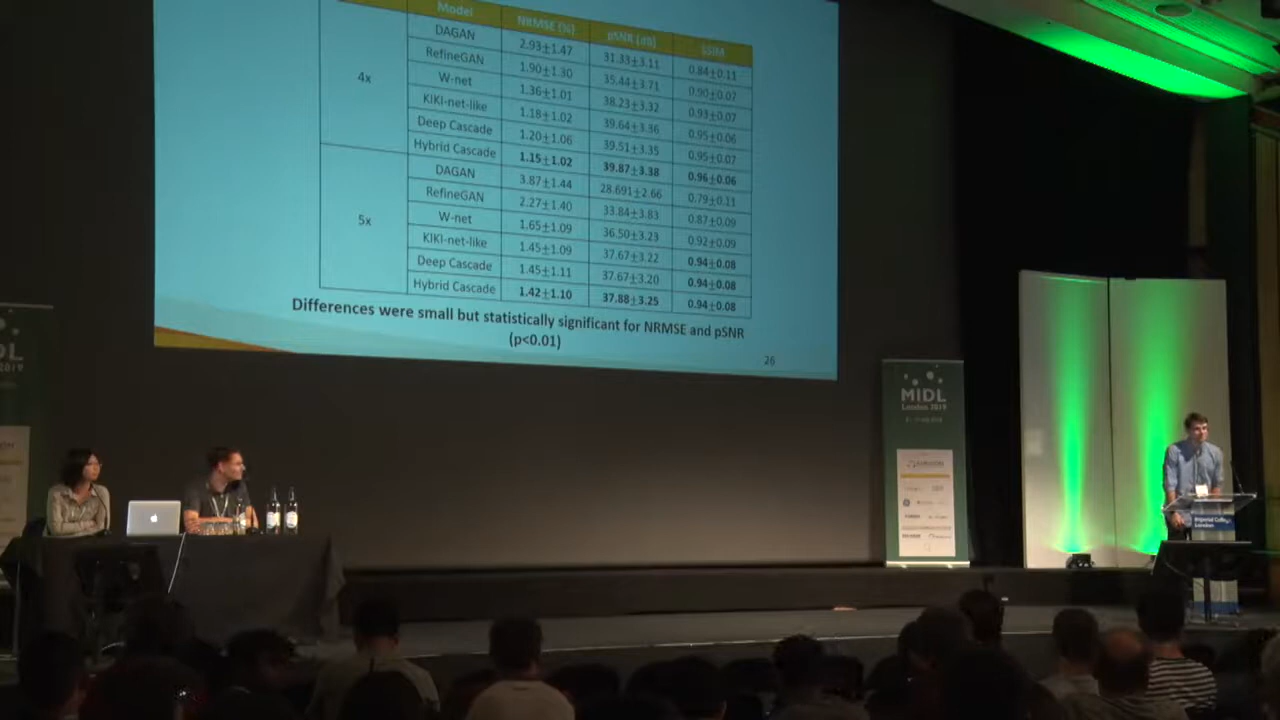 Model NRMSE (%) pSNR (dB) SSIM
4x
DAGAN 2.93±1.47 31.33±3.11 0.84±0.11
RefineGAN 1.90±1.30 35.44±3.71 0.90±0.07
W-net 1.36±1.01 38.23±3.32 0.93±0.07
KIKI-net-like 1.18±1.02 39.64±3.36 0.95±0.06
Deep Cascade 1.20±1.06 39.51±3.35 0.95±0.07
Hybrid Cascade 1.15±1.02 39.87±3.38 0.96±0.06
5x
DAGAN 3.87±1.44 28.691±2.66 0.79±0.11
RefineGAN 2.27±1.40 33.84±3.83 0.87±0.09
W-net 1.65±1.09 36.50±3.23 0.92±0.09
KIKI-net-like 1.45±1.09 37.67±3.22 0.94±0.08
Deep Cascade 1.45±1.11 37.67±3.20 0.94±0.08
Hybrid Cascade 1.42±1.10 37.88±3.25 0.94±0.08
Differences were small but statistically significant for NRMSE and pSNR
(p<0.01)
26
MIDL
London 2019
Imperial College
London